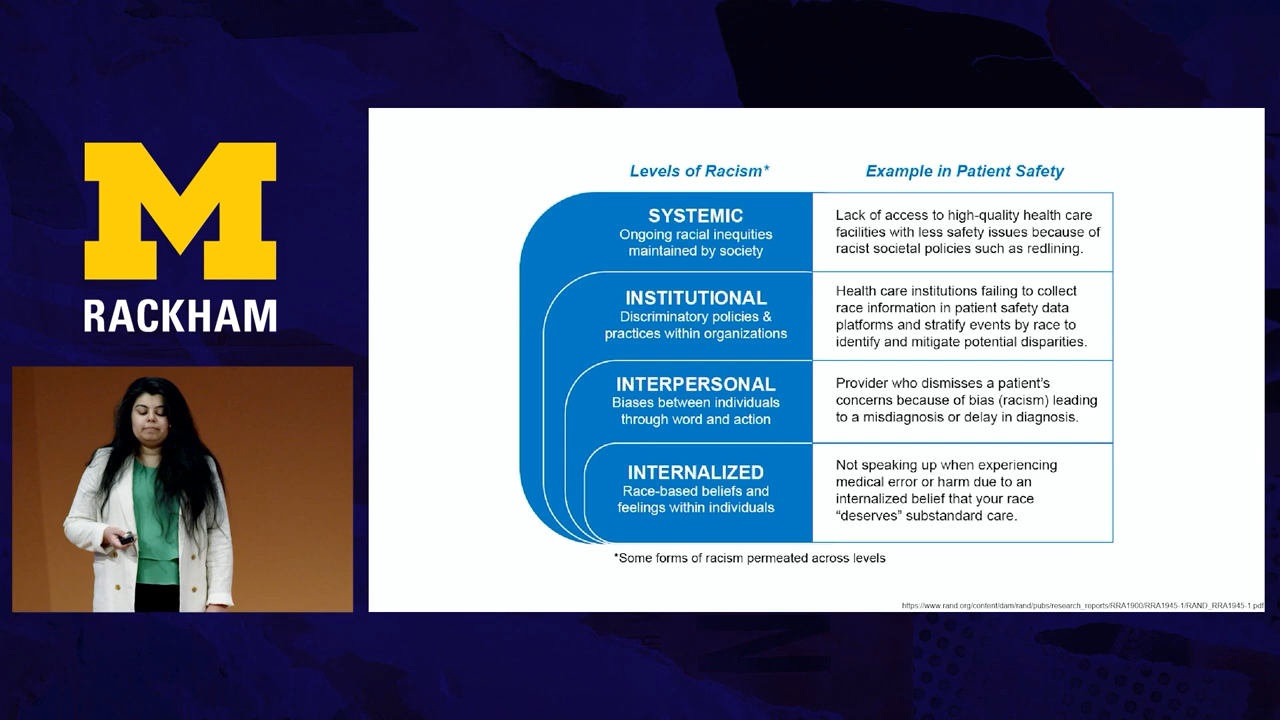 M
RACKHAM
Levels of Racism*
Example in Patient Safety
SYSTEMIC
Ongoing racial inequities
maintained by society
Lack of access to high-quality health care
facilities with less safety issues because of
racist societal policies such as redlining.
INSTITUTIONAL
Discriminatory policies &
practices within organizations
Health care institutions failing to collect
race information in patient safety data
platforms and stratify events by race to
identify and mitigate potential disparities.
INTERPERSONAL
Biases between individuals
through word and action
Provider who dismisses a patient's
concerns because of bias (racism) leading
to a misdiagnosis or delay in diagnosis.
INTERNALIZED
Race-based beliefs and
feelings within individuals
Not speaking up when experiencing
medical error or harm due to an
internalized belief that your race
“deserves” substandard care.
*Some forms of racism permeated across levels
https://www.rand.org/content/dam/rand/pubs/research_reports/RRA1900/RRA1945-1/RAND_RRA1945-1.pdf